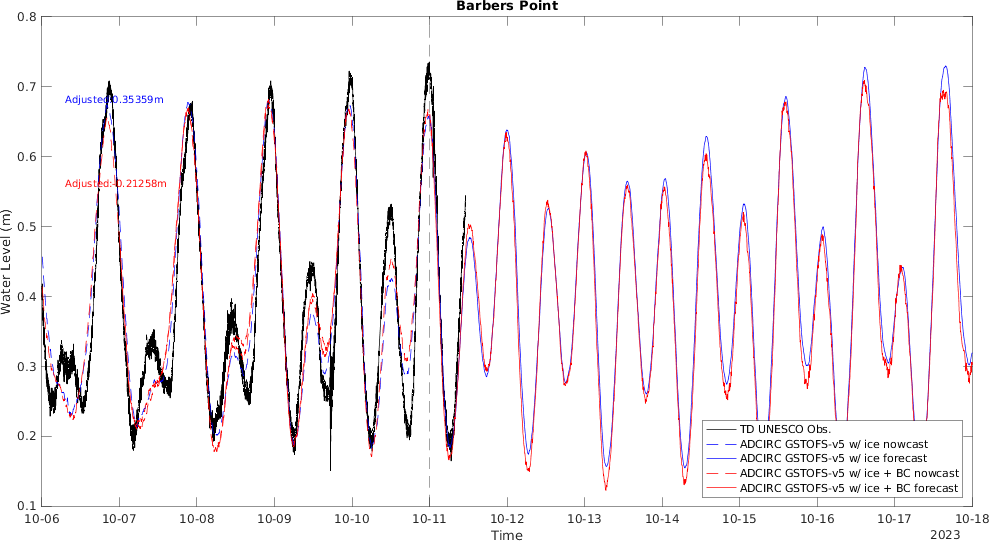 Barbers Point
0.8
0.7
0.6
0.5
0.4
0.3
0.2
0.1
Water Level (m)
Adjusted:0.35359m
Adjusted:-0.21258m
TD UNESCO Obs.
ADCIRC GSTOFS-v5 w/ ice nowcast
ADCIRC GSTOFS-v5 w/ ice forecast
ADCIRC GSTOFS-v5 w/ ice + BC nowcast
ADCIRC GSTOFS-v5 w/ ice + BC forecast
10-06 10-07 10-08 10-09 10-10 10-11 10-12 10-13 10-14 10-15 10-16 10-17 10-18
Time
2023